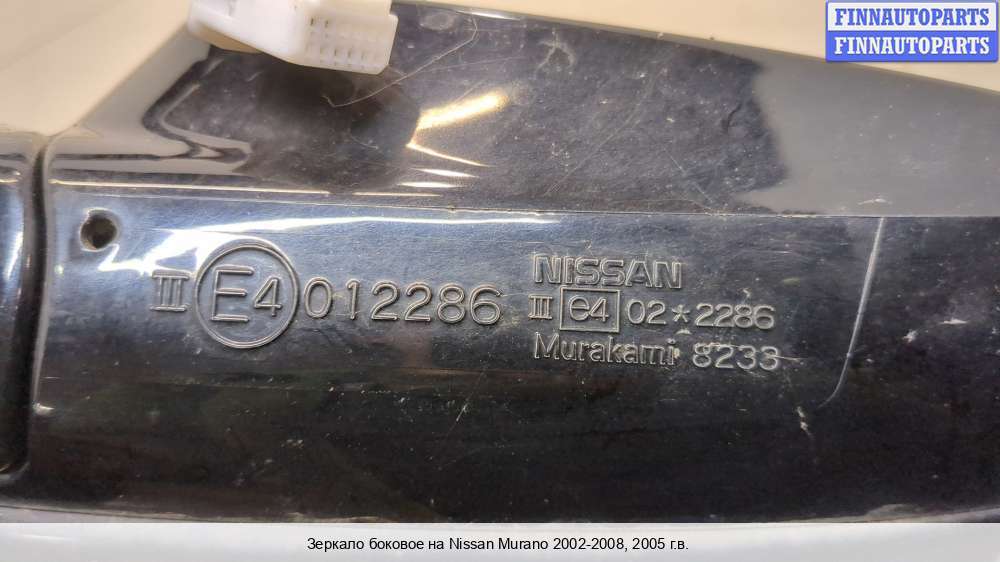 FINNAUTOPARTS
FINNAUTOPARTS
III E4 012286
NISSAN
III e4 02*2286
Murakami 8233
Зеркало боковое на Nissan Murano 2002-2008, 2005 г.в.